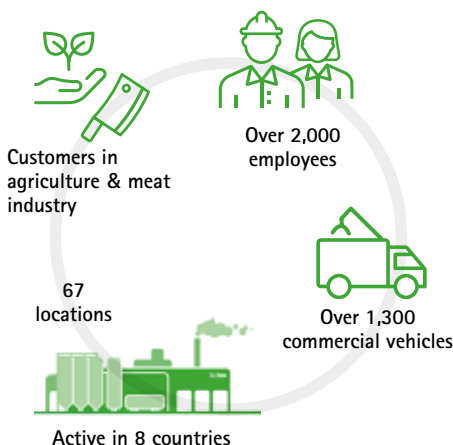 Over 2,000
employees
Customers in
agriculture & meat
industry
67
locations
Over 1,300
commercial vehicles
Active in 8 countries